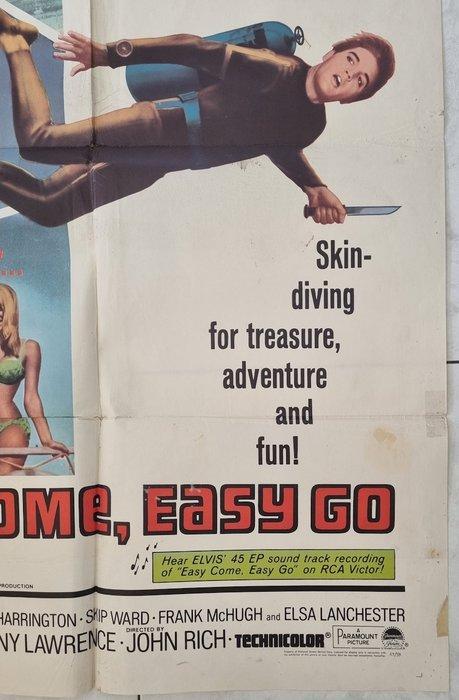 Skin-
diving
for treasure,
adventure
and
fun!
OME, EASY GO
Hear ELVIS' 45 EP sound track recording
of "Easy Come, Easy Go" on RCA Victor!
PRODUCTION
HARRINGTON · SKIP WARD · FRANK McHUGH and ELSA LANCHESTER
NY LAWRENCE · DIRECTED BY JOHN RICH · TECHNICOLOR® A PARAMOUNT PICTURE